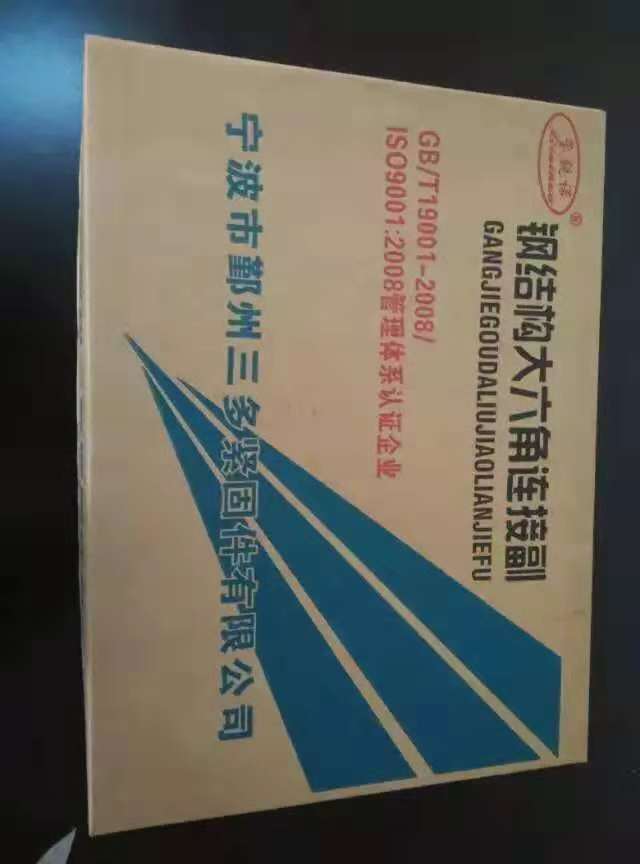 ®
钢结构大六角连接副
GANGJIEGOUDALIUJIAOLIANJIEFU
GB/T19001-2008/
ISO9001:2008管理体系认证企业
宁波市鄞州三多紧固件有限公司